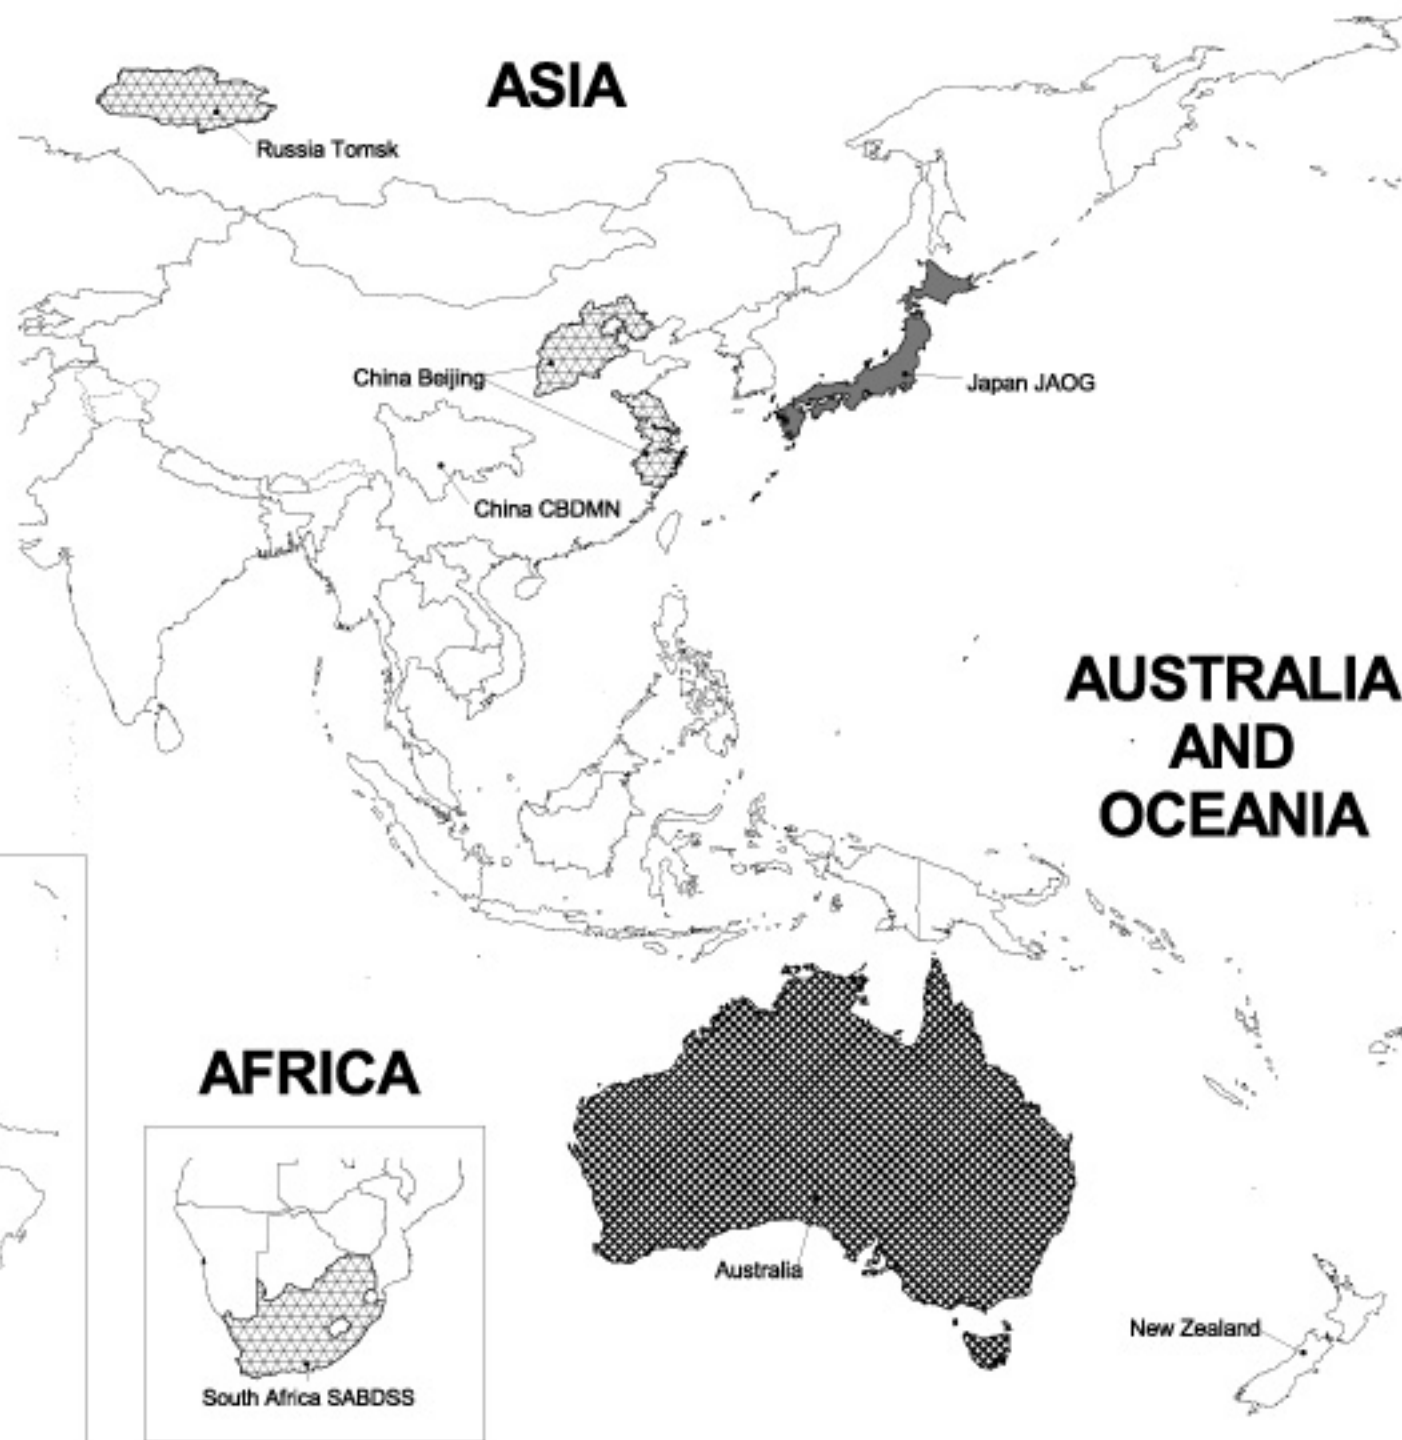 ASIA
Russia Tomsk
China Beijing
Japan JAOG
China CBDMN
AUSTRALIA
AND
OCEANIA
AFRICA
Australia
New Zealand
South Africa SABDSS